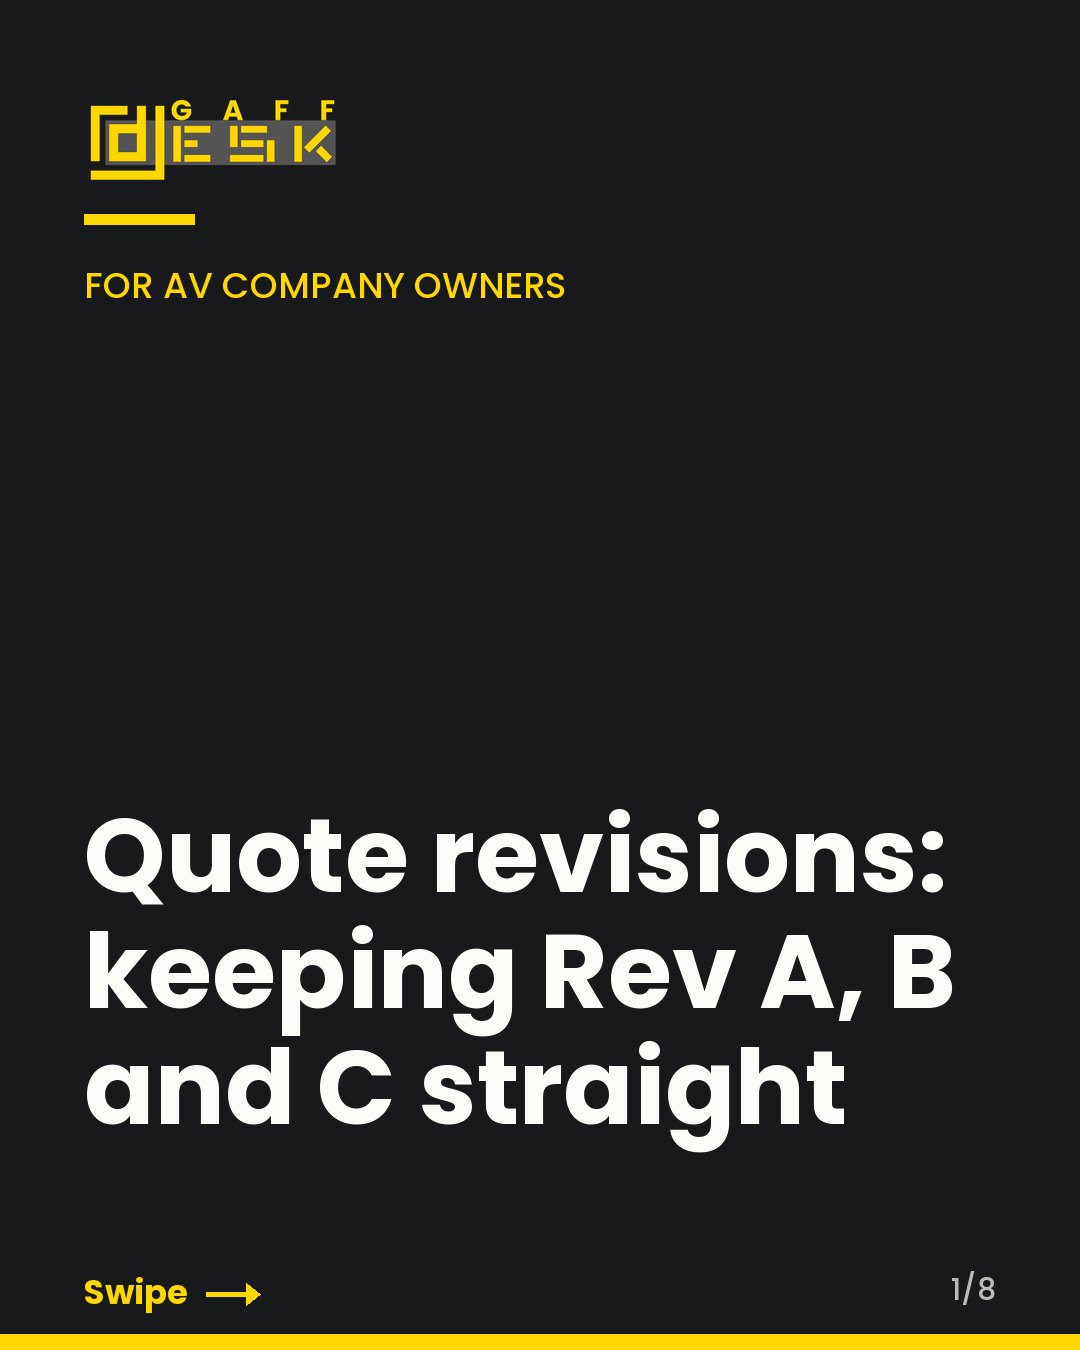 GAFF
dESK
FOR AV COMPANY OWNERS
Quote revisions:
keeping Rev A, B
and C straight
Swipe
1/8